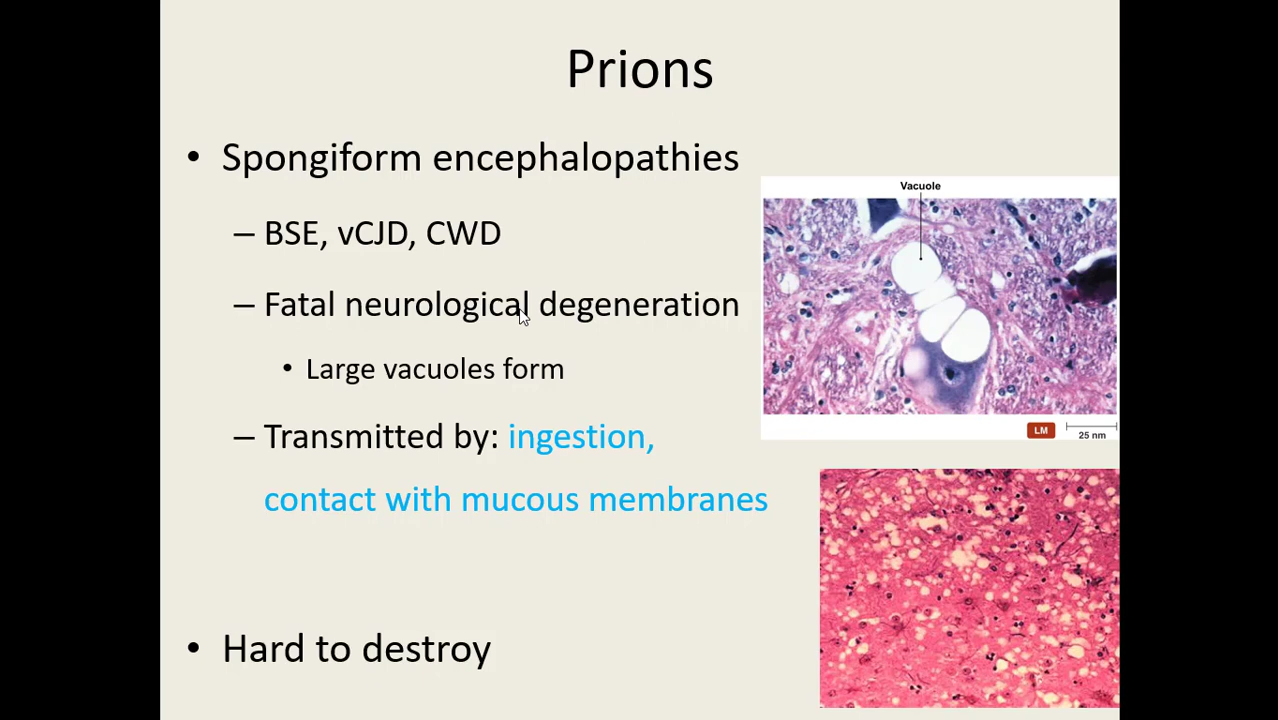 Prions
• Spongiform encephalopathies
– BSE, vCJD, CWD
– Fatal neurological degeneration
• Large vacuoles form
– Transmitted by: ingestion,
contact with mucous membranes
• Hard to destroy
Vacuole
LM 25 nm